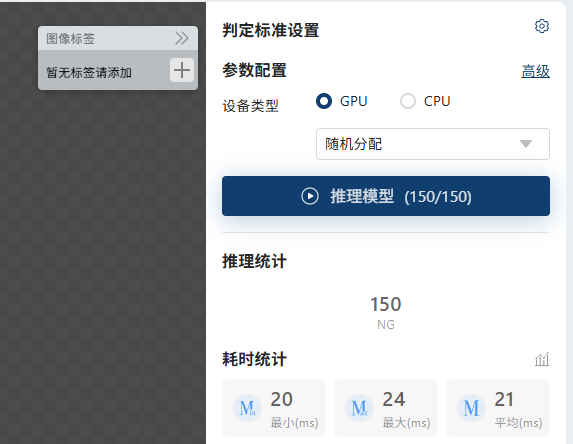 图像标签
暂无标签请添加
判定标准设置
参数配置
高级
设备类型
GPU
CPU
随机分配
推理模型 (150/150)
推理统计
150
NG
耗时统计
Min
20
最小(ms)
Max
24
最大(ms)
M
21
平均(ms)